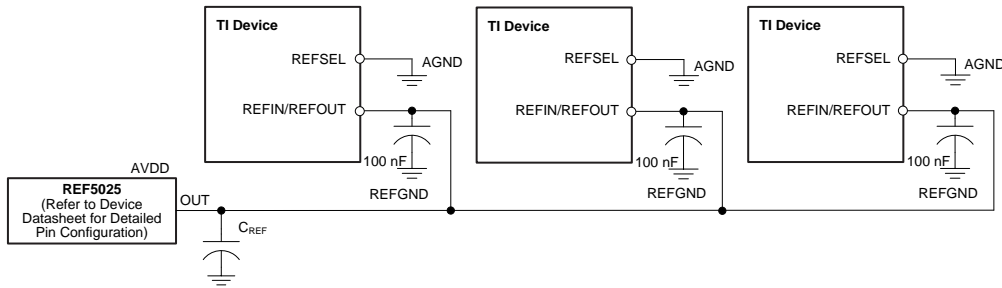 TI Device
REFSEL
AGND
REFIN/REFOUT
100 nF
REFGND
TI Device
REFSEL
AGND
REFIN/REFOUT
100 nF
REFGND
TI Device
REFSEL
AGND
REFIN/REFOUT
100 nF
REFGND
AVDD
REF5025
(Refer to Device
Datasheet for Detailed
Pin Configuration)
OUT
CREF